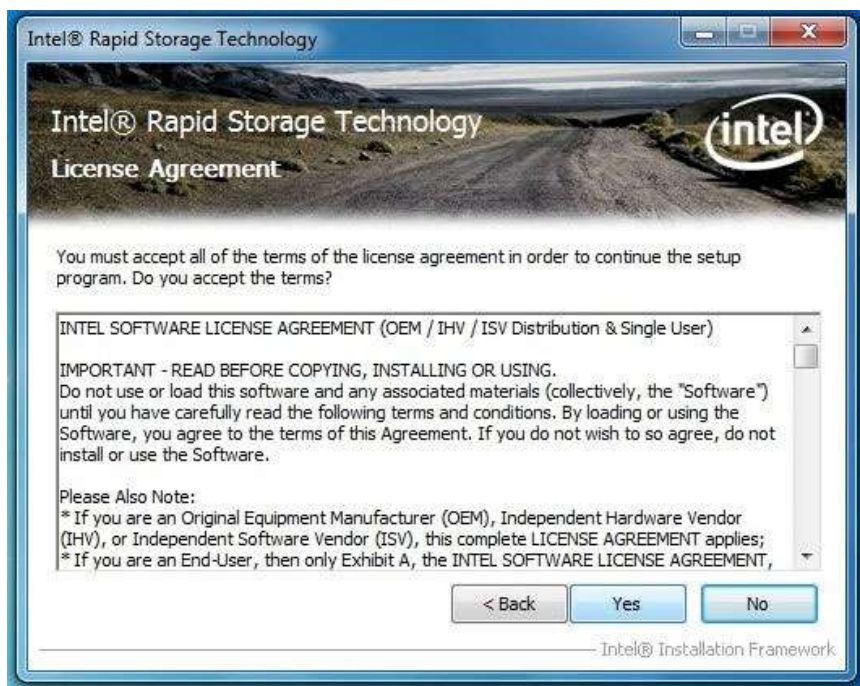 Intel® Rapid Storage Technology
Intel® Rapid Storage Technology
intel
License Agreement
You must accept all of the terms of the license agreement in order to continue the setup
program. Do you accept the terms?
INTEL SOFTWARE LICENSE AGREEMENT (OEM / IHV / ISV Distribution & Single User)
IMPORTANT - READ BEFORE COPYING, INSTALLING OR USING.
Do not use or load this software and any associated materials (collectively, the "Software")
until you have carefully read the following terms and conditions. By loading or using the
Software, you agree to the terms of this Agreement. If you do not wish to so agree, do not
install or use the Software.
Please Also Note:
* If you are an Original Equipment Manufacturer (OEM), Independent Hardware Vendor
(IHV), or Independent Software Vendor (ISV), this complete LICENSE AGREEMENT applies;
* If you are an End-User, then only Exhibit A, the INTEL SOFTWARE LICENSE AGREEMENT,
< Back Yes No
Intel® Installation Framework